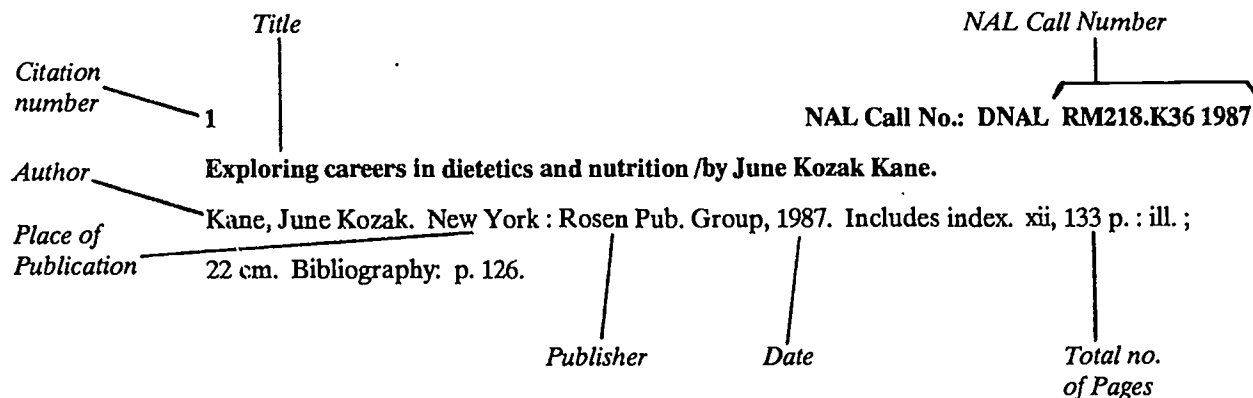 Title
NAL Call Number
Citation
number
1
NAL Call No.: DNAL RM218.K36 1987
Exploring careers in dietetics and nutrition /by June Kozak Kane.
Author
Kane, June Kozak. New York : Rosen Pub. Group, 1987. Includes index. xii, 133 p. : ill. ;
Place of
Publication
22 cm. Bibliography: p. 126.
Publisher
Date
Total no.
of Pages